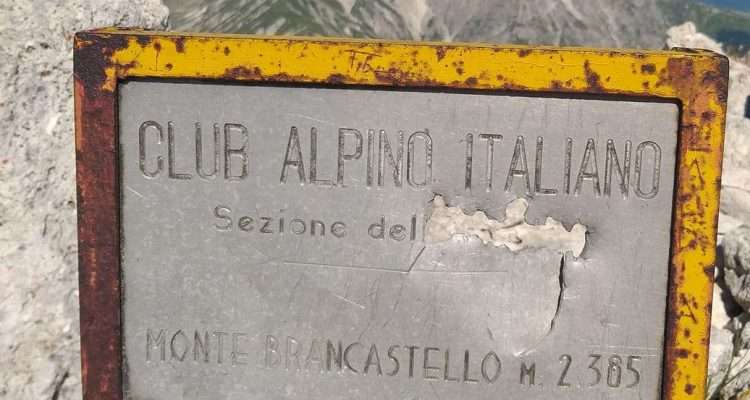 CLUB ALPINO ITALIANO
Sezione del
MONTE BRANCASTELLO M. 2.385